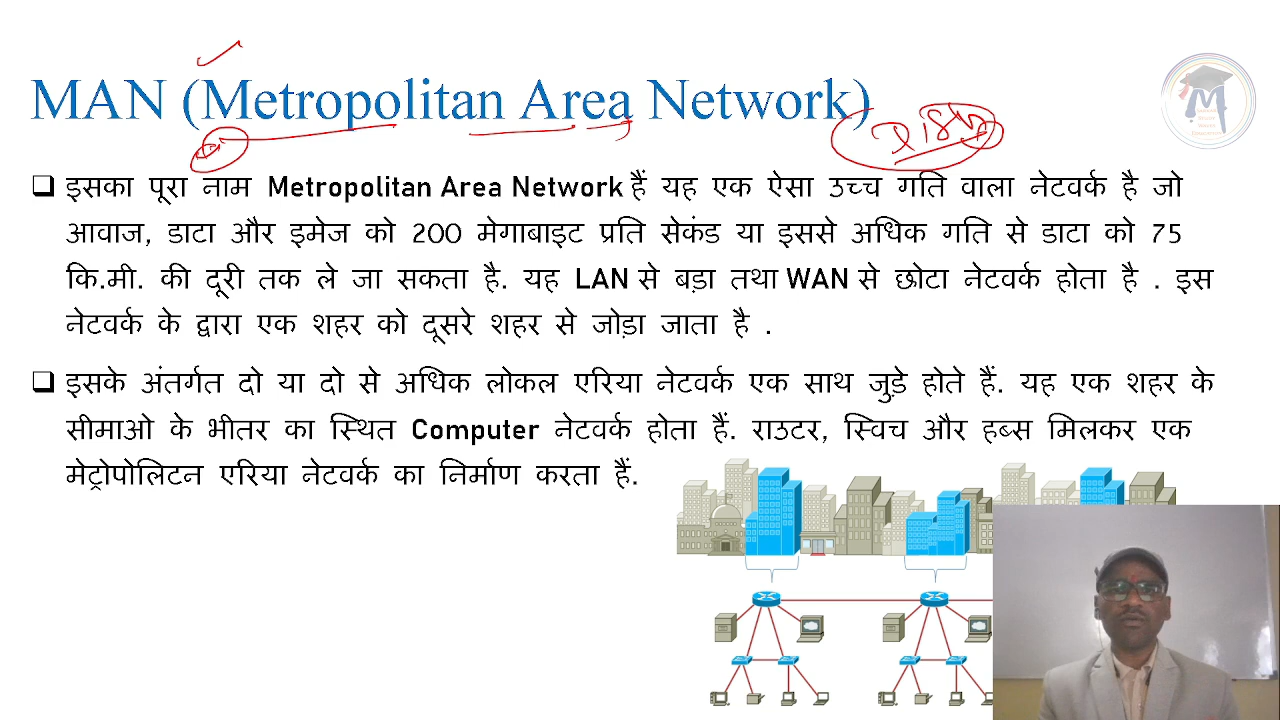 MAN (Metropolitan Area Network)
इसका पूरा नाम Metropolitan Area Network हैं यह एक ऐसा उच्च गति वाला नेटवर्क है जो
आवाज, डाटा और इमेज को 200 मेगाबाइट प्रति सेकंड या इससे अधिक गति से डाटा को 75
कि.मी. की दूरी तक ले जा सकता है. यह LAN से बड़ा तथा WAN से छोटा नेटवर्क होता है . इस
नेटवर्क के द्वारा एक शहर को दूसरे शहर से जोड़ा जाता है .
इसके अंतर्गत दो या दो से अधिक लोकल एरिया नेटवर्क एक साथ जुड़े होते हैं. यह एक शहर के
सीमाओ के भीतर का स्थित Computer नेटवर्क होता हैं. राउटर, स्विच और हब्स मिलकर एक
मेट्रोपोलिटन एरिया नेटवर्क का निर्माण करता हैं.